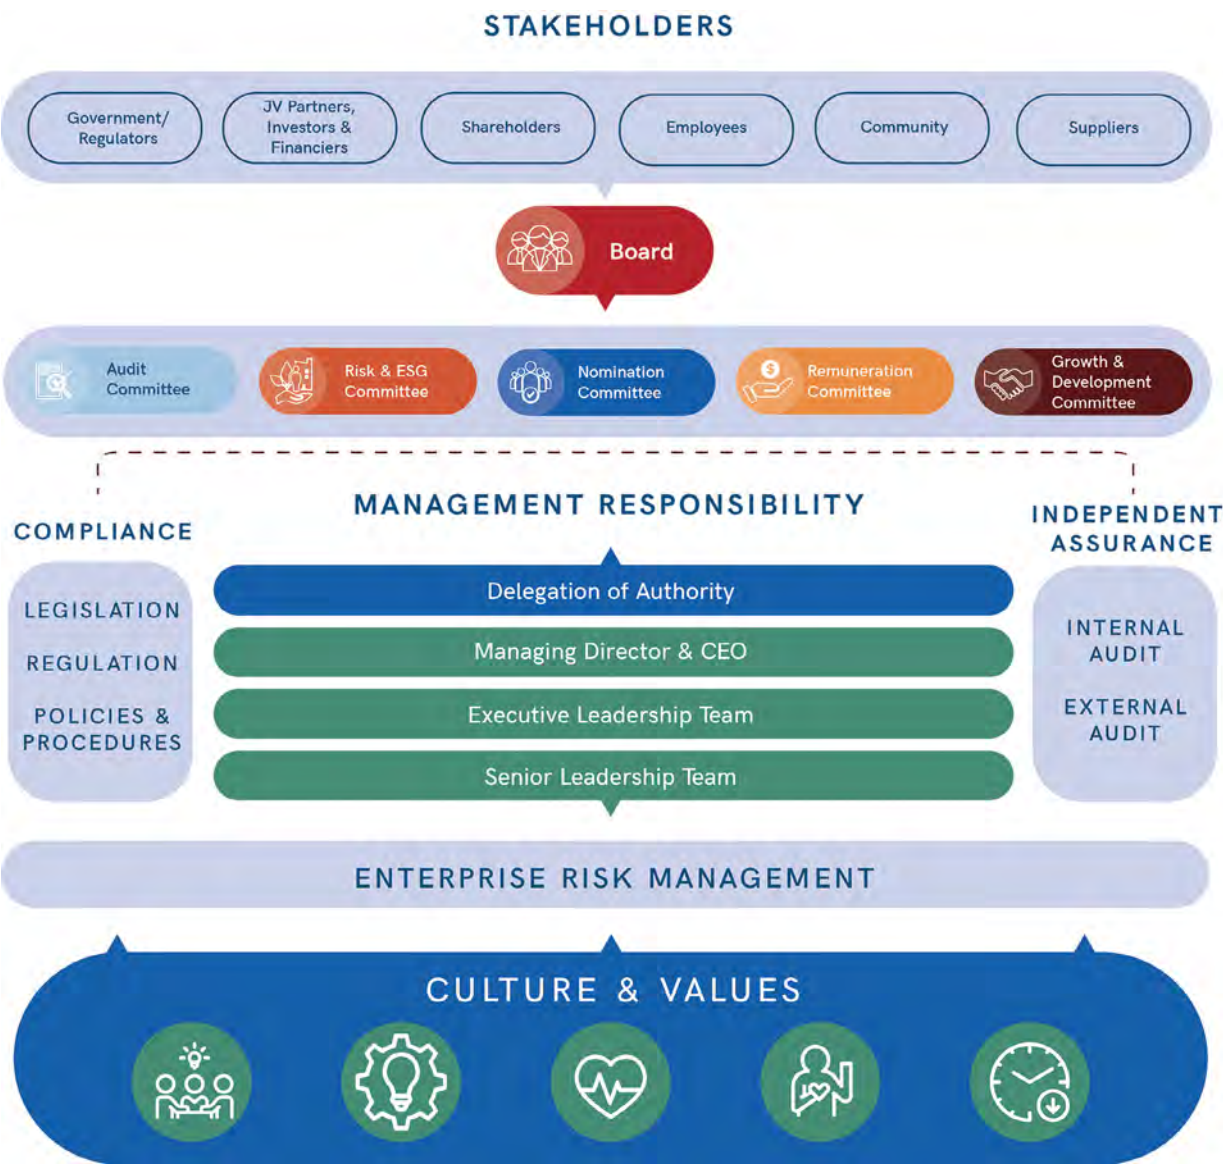 STAKEHOLDERS
Government/
Regulators
JV Partners,
Investors &
Financiers
Shareholders
Employees
Community
Suppliers
Board
Audit
Committee
Risk & ESG
Committee
Nomination
Committee
Remuneration
Committee
Growth &
Development
Committee
COMPLIANCE
LEGISLATION
REGULATION
POLICIES &
PROCEDURES
MANAGEMENT RESPONSIBILITY
Delegation of Authority
Managing Director & CEO
Executive Leadership Team
Senior Leadership Team
INDEPENDENT
ASSURANCE
INTERNAL
AUDIT
EXTERNAL
AUDIT
ENTERPRISE RISK MANAGEMENT
CULTURE & VALUES